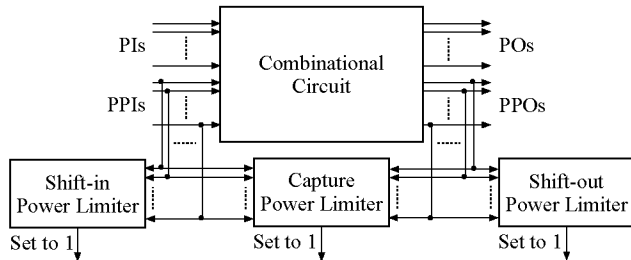 PIs
POs
Combinational
Circuit
PPIs
PPOs
Shift-in
Power Limiter
Capture
Power Limiter
Shift-out
Power Limiter
Set to 1
Set to 1
Set to 1